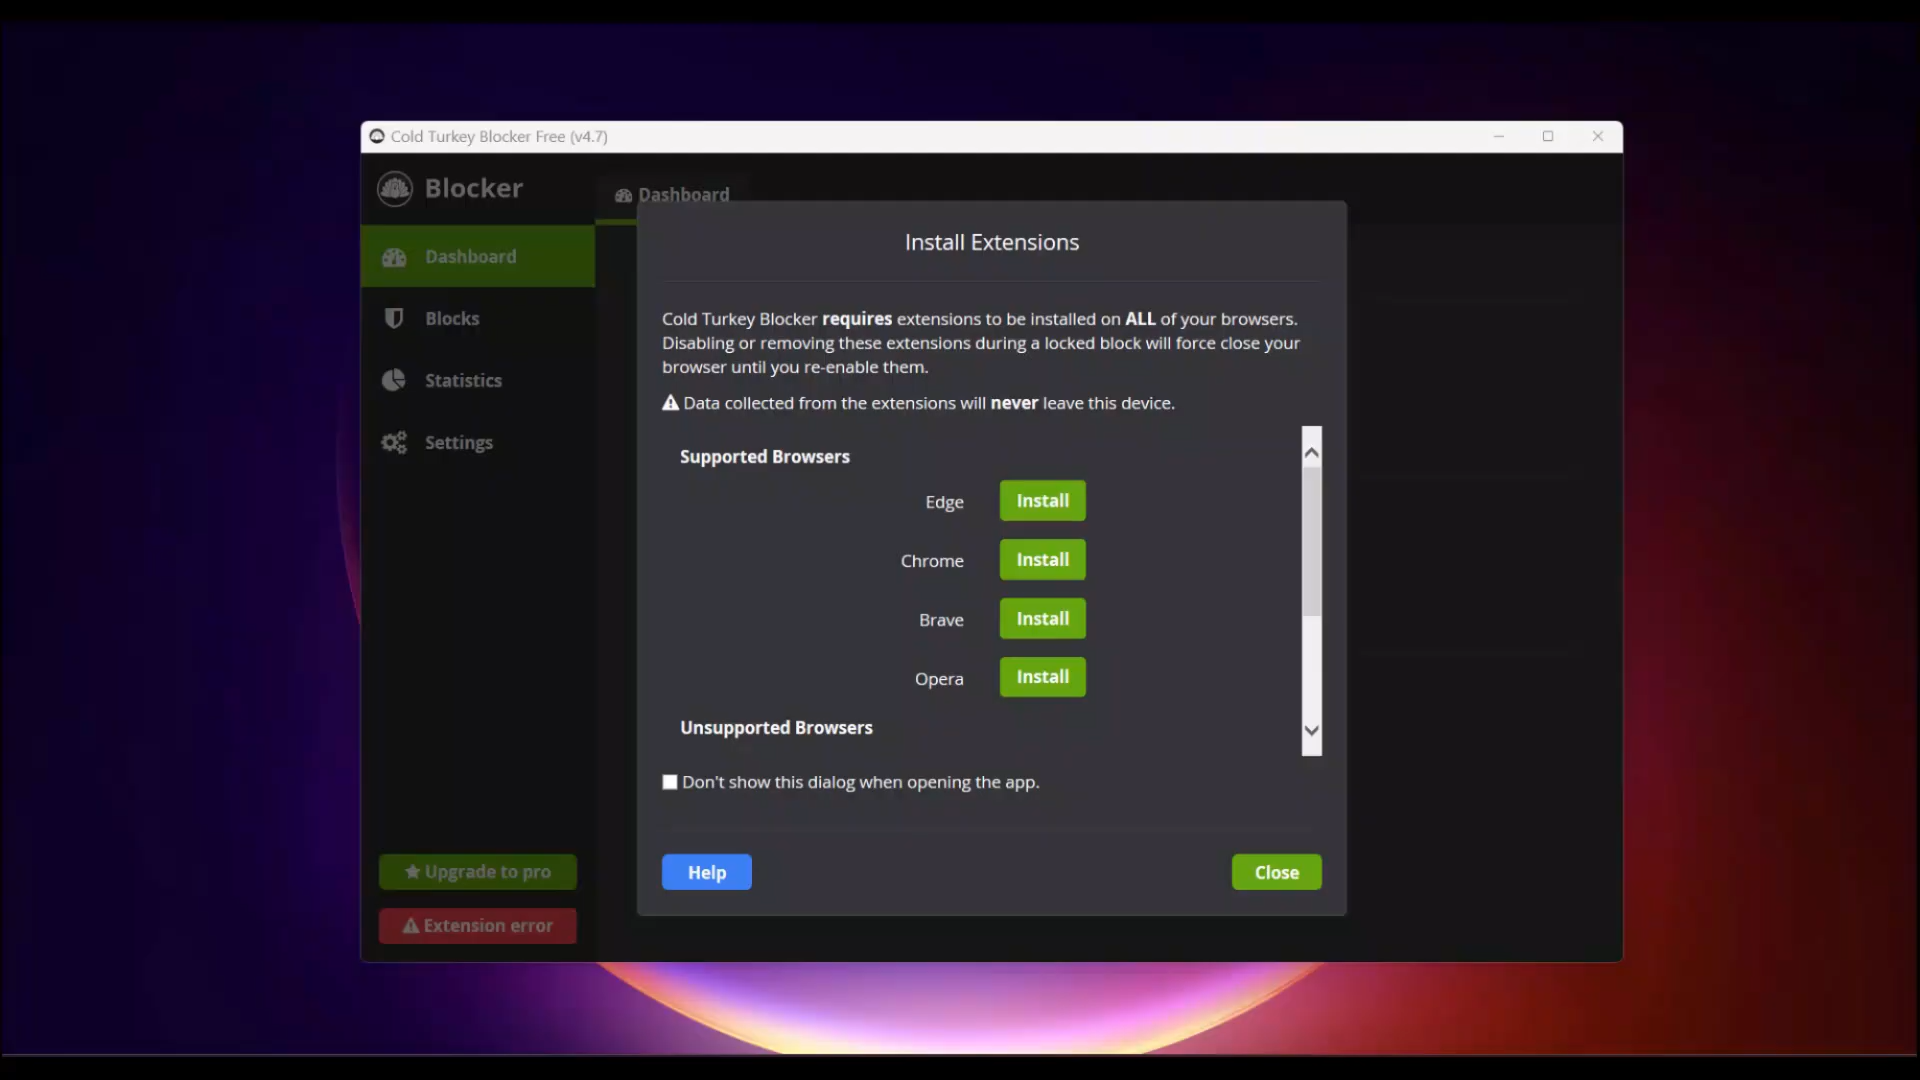 Cold Turkey Blocker Free (v4.7)
Blocker
Dashboard
Dashboard
Blocks
Statistics
Settings
Upgrade to pro
Extension error
Install Extensions
Cold Turkey Blocker requires extensions to be installed on ALL of your browsers.
Disabling or removing these extensions during a locked block will force close your
browser until you re-enable them.
Data collected from the extensions will never leave this device.
Supported Browsers
Edge Install
Chrome Install
Brave Install
Opera Install
Unsupported Browsers
Don't show this dialog when opening the app.
Help Close